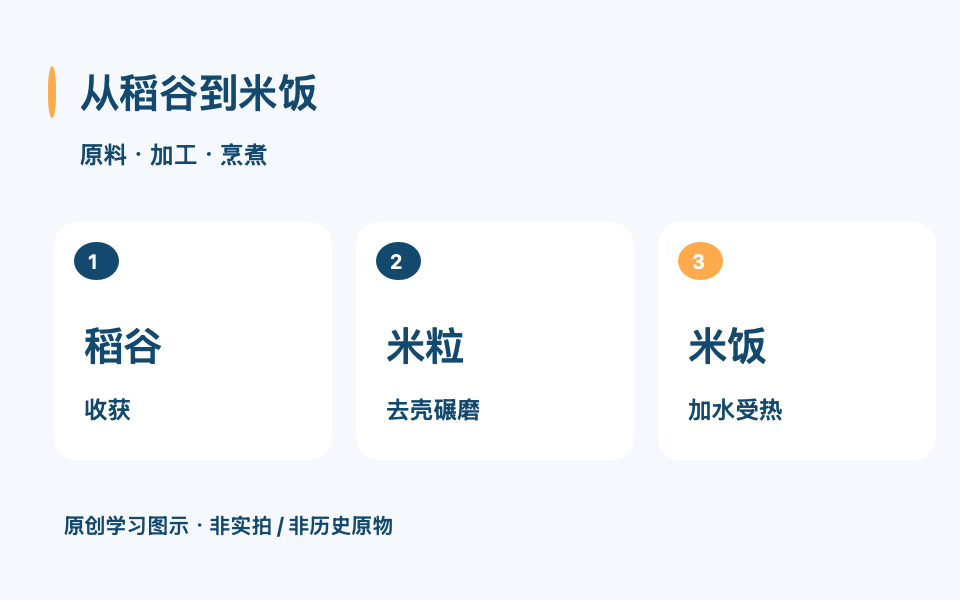 从稻谷到米饭
原料 · 加工 · 烹煮
1
稻谷
收获
2
米粒
去壳碾磨
3
米饭
加水受热
原创学习图示 · 非实拍 / 非历史原物